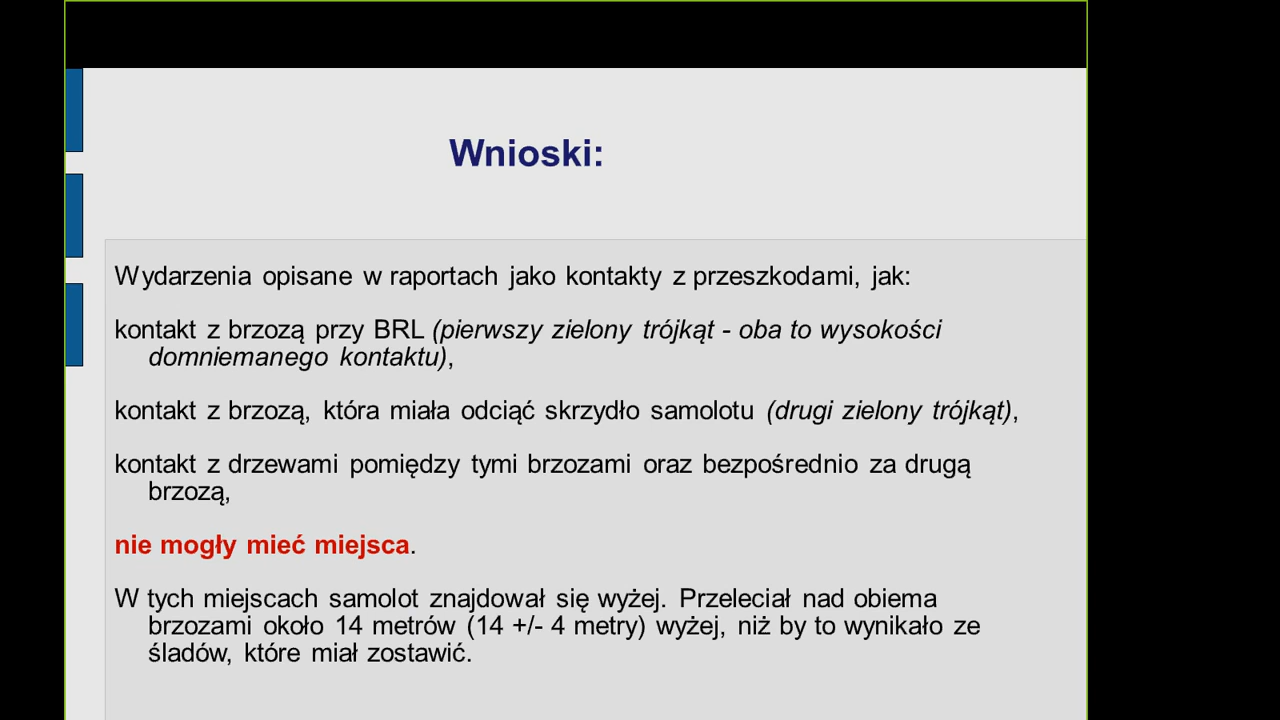 Wnioski:
Wydarzenia opisane w raportach jako kontakty z przeszkodami, jak:
kontakt z brzozą przy BRL (pierwszy zielony trójkąt - oba to wysokości
domniemanego kontaktu),
kontakt z brzozą, która miała odciąć skrzydło samolotu (drugi zielony trójkąt),
kontakt z drzewami pomiędzy tymi brzozami oraz bezpośrednio za drugą
brzozą,
nie mogły mieć miejsca.
W tych miejscach samolot znajdował się wyżej. Przeleciał nad obiema
brzozami około 14 metrów (14 +/- 4 metry) wyżej, niż by to wynikało ze
śladów, które miał zostawić.